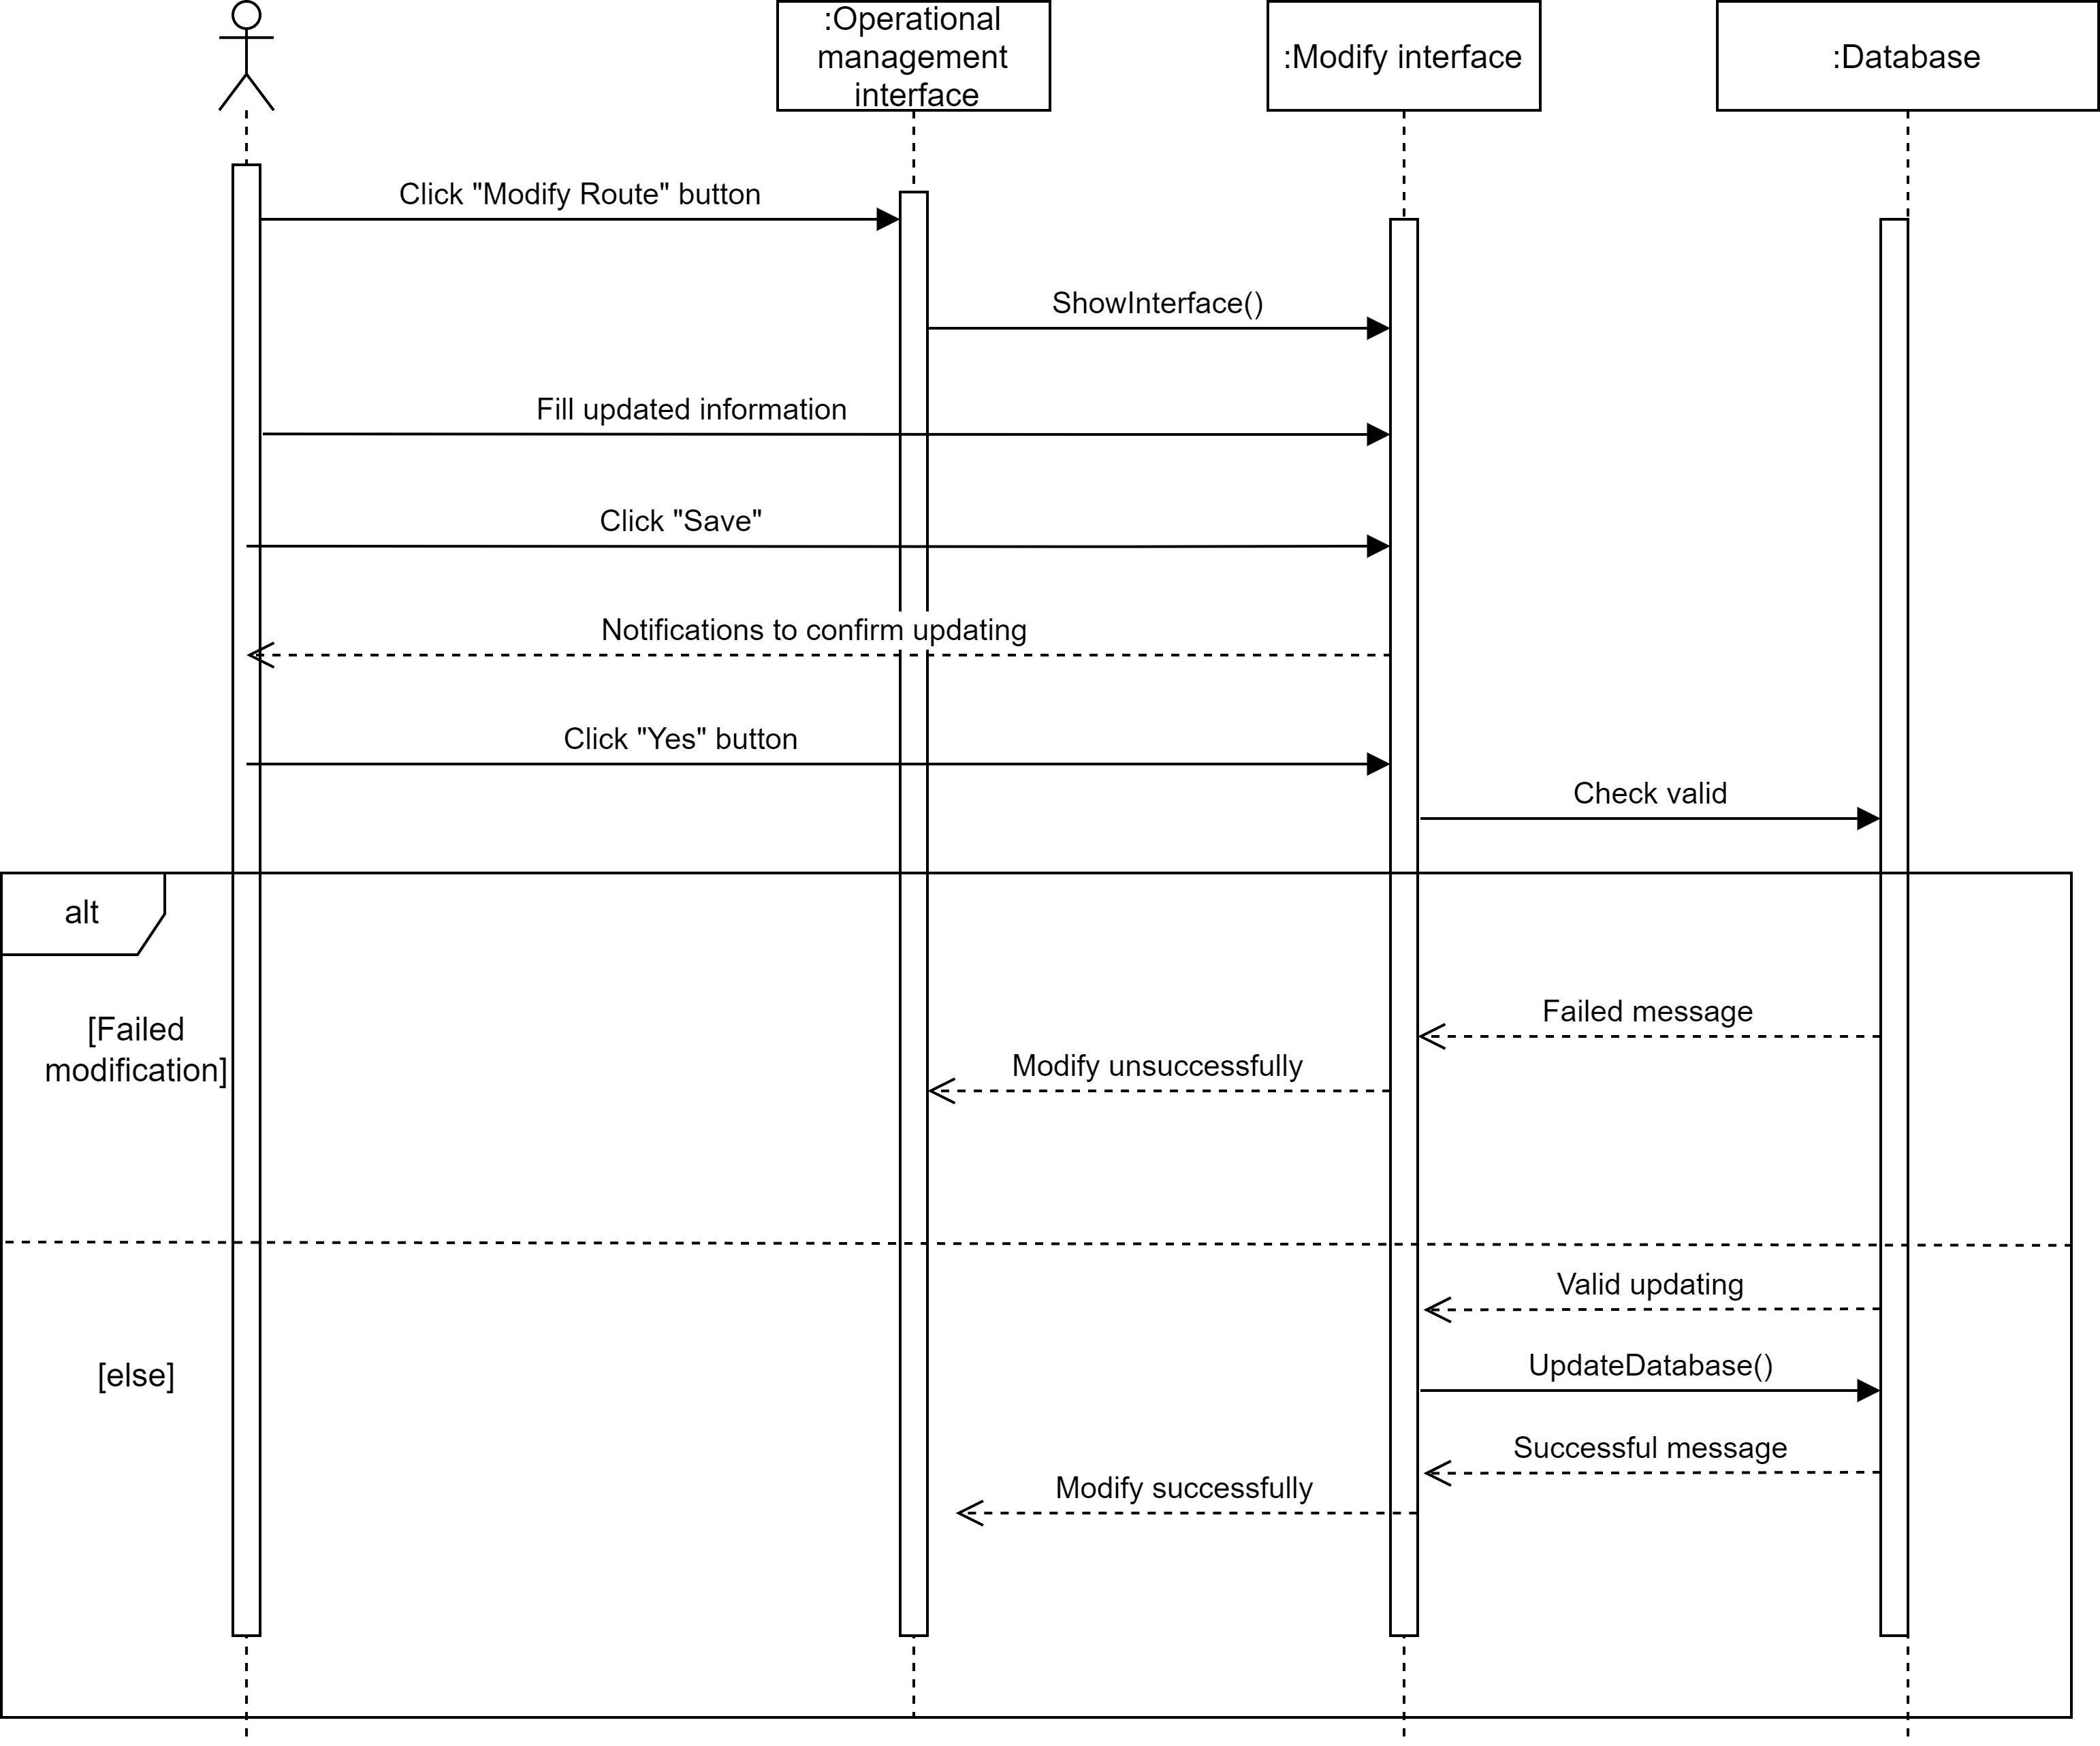 :Operational
management
interface
:Modify interface
:Database
Click "Modify Route" button
ShowInterface()
Fill updated information
Click "Save"
Notifications to confirm updating
Click "Yes" button
Check valid
alt
[Failed
modification]
Failed message
Modify unsuccessfully
Valid updating
[else]
UpdateDatabase()
Successful message
Modify successfully